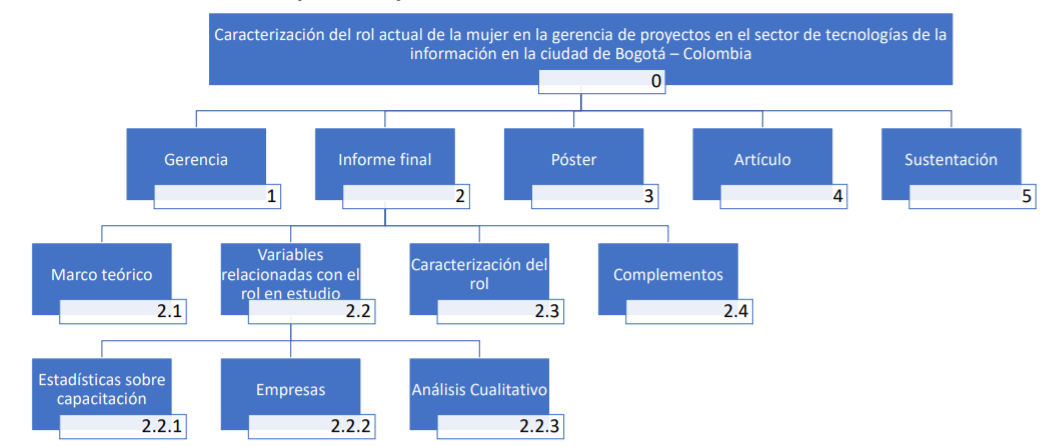 Caracterización del rol actual de la mujer en la gerencia de proyectos en el sector de tecnologías de la
información en la ciudad de Bogotá – Colombia
0
Gerencia
1
Informe final
2
Póster
3
Artículo
4
Sustentación
5
Marco teórico
2.1
Variables
relacionadas con el
rol en estudio
2.2
Caracterización del
rol
2.3
Complementos
2.4
Estadísticas sobre
capacitación
2.2.1
Empresas
2.2.2
Análisis Cualitativo
2.2.3